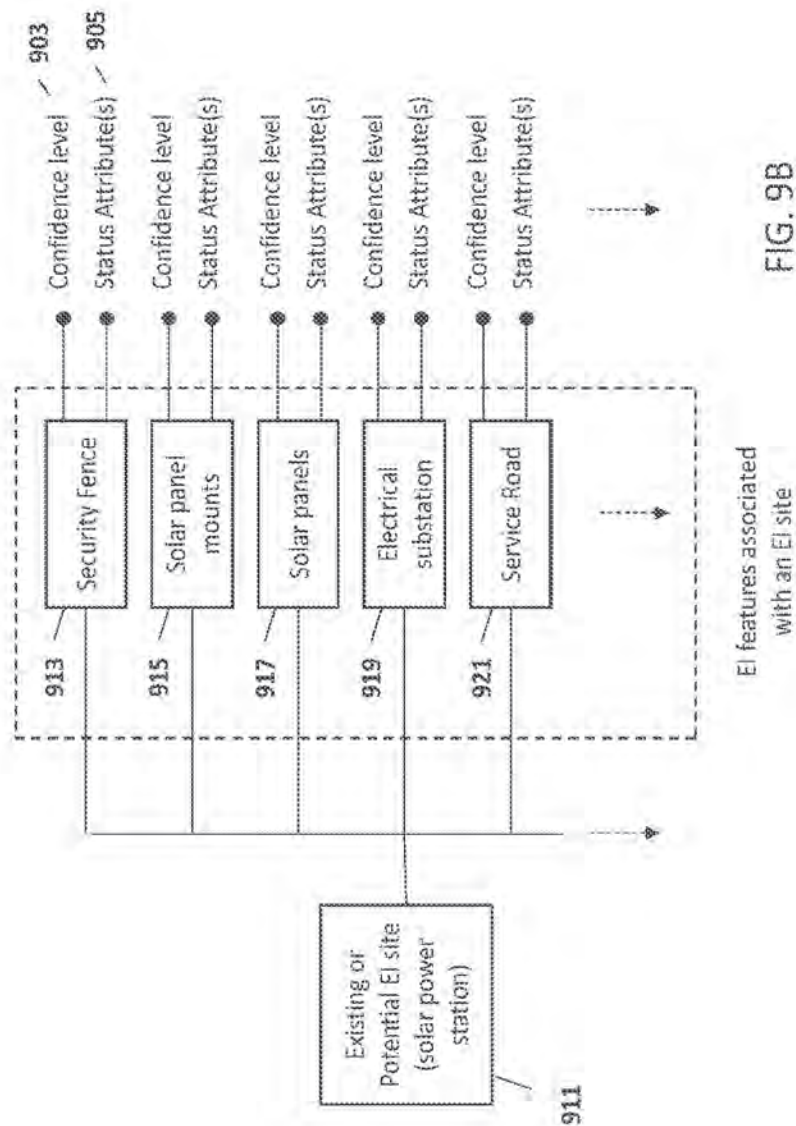 903
Confidence level
Status Attribute(s)
905
Security Fence
913
Confidence level
Status Attribute(s)
Solar panel
mounts
915
Confidence level
Status Attribute(s)
Solar panels
917
Confidence level
Status Attribute(s)
Electrical
substation
919
Confidence level
Status Attribute(s)
Service Road
921
Existing or
Potential EI site
(solar power
station)
911
EI features associated
with an EI site
FIG. 9B